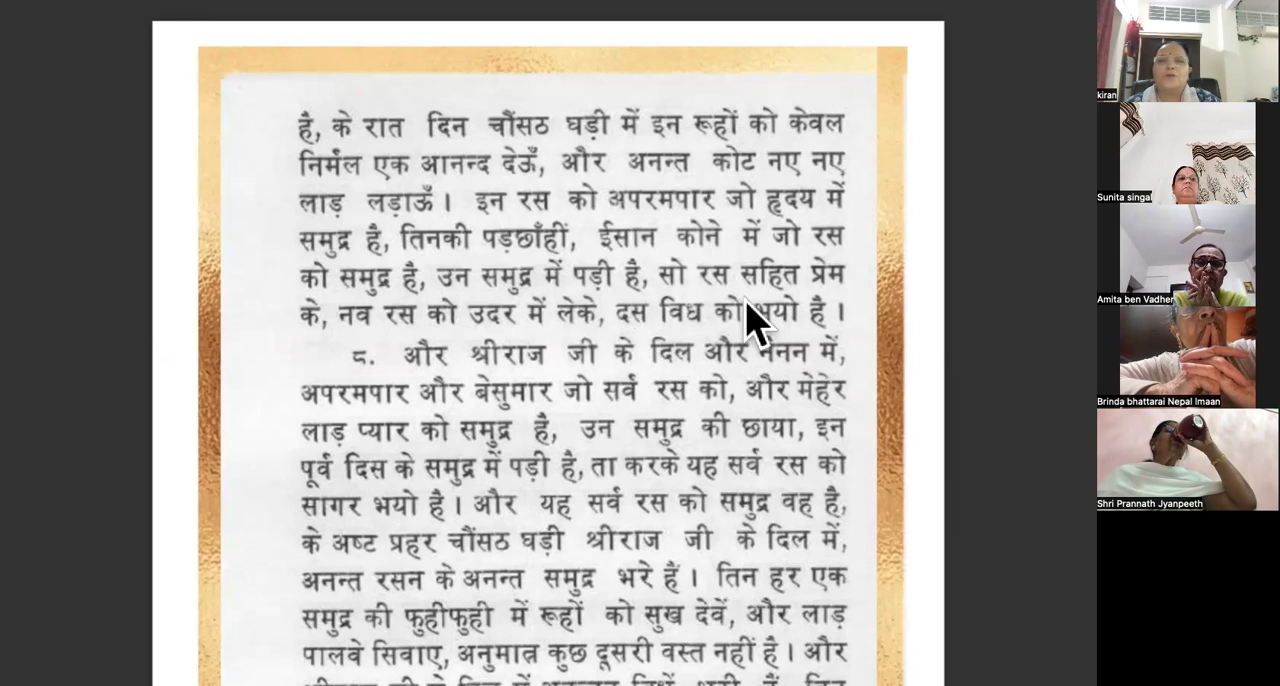 है, के रात दिन चौंसठ घड़ी में इन रूहों को केवल
निर्मल एक आनन्द देऊँ, और अनन्त कोट नए नए
लाड़ लड़ाऊँ। इन रस को अपरमपार जो हृदय में
समुद्र है, तिनकी पड़छाँहीं, ईसान कोने में जो रस
को समुद्र है, उन समुद्र में पड़ी है, सो रस सहित प्रेम
के, नव रस को उदर में लेके, दस विध को भयो है।
८. और श्रीराज जी के दिल और नैनन में,
अपरमपार और बेसुमार जो सर्व रस को, और मेहेर
लाड़ प्यार को समुद्र है, उन समुद्र की छाया, इन
पूर्व दिस के समुद्र में पड़ी है, ता करके यह सर्व रस को
सागर भयो है। और यह सर्व रस को समुद्र वह है,
के अष्ट प्रहर चौंसठ घड़ी श्रीराज जी के दिल में,
अनन्त रसन के अनन्त समुद्र भरे हैं। तिन हर एक
समुद्र की फुहीफुही में रूहों को सुख देवें, और लाड़
पालवे सिवाए, अनुमात्र कुछ दूसरी वस्त नहीं है। और
kiran
Sunita singal
Amita ben Vadher
Brinda bhattarai Nepal Imaan
Shri Prannath Jyanpeeth